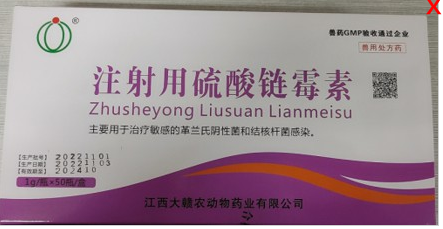 X
兽药GMP验收通过企业
兽用处方药
注射用硫酸链霉素
Zhusheyong Liusuan Lianmeisu
主要用于治疗敏感的革兰氏阴性菌和结核杆菌感染。
【生产批号】20221101
【生产日期】20221103
【有效期至】202410
1g/瓶×50瓶/盒
江西大赣农动物药业有限公司